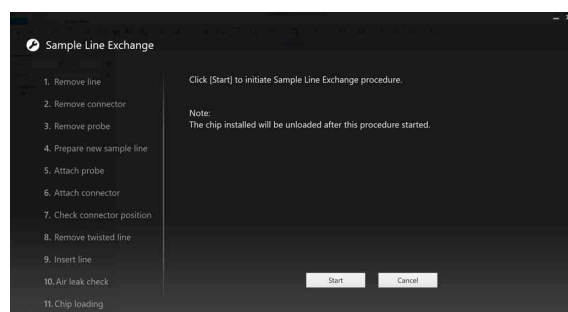 Sample Line Exchange
1. Remove line
2. Remove connector
3. Remove probe
4. Prepare new sample line
5. Attach probe
6. Attach connector
7. Check connector position
8. Remove twisted line
9. Insert line
10. Air leak check
11. Chip loading
Click [Start] to initiate Sample Line Exchange procedure.
Note:
The chip installed will be unloaded after this procedure started.
Start
Cancel